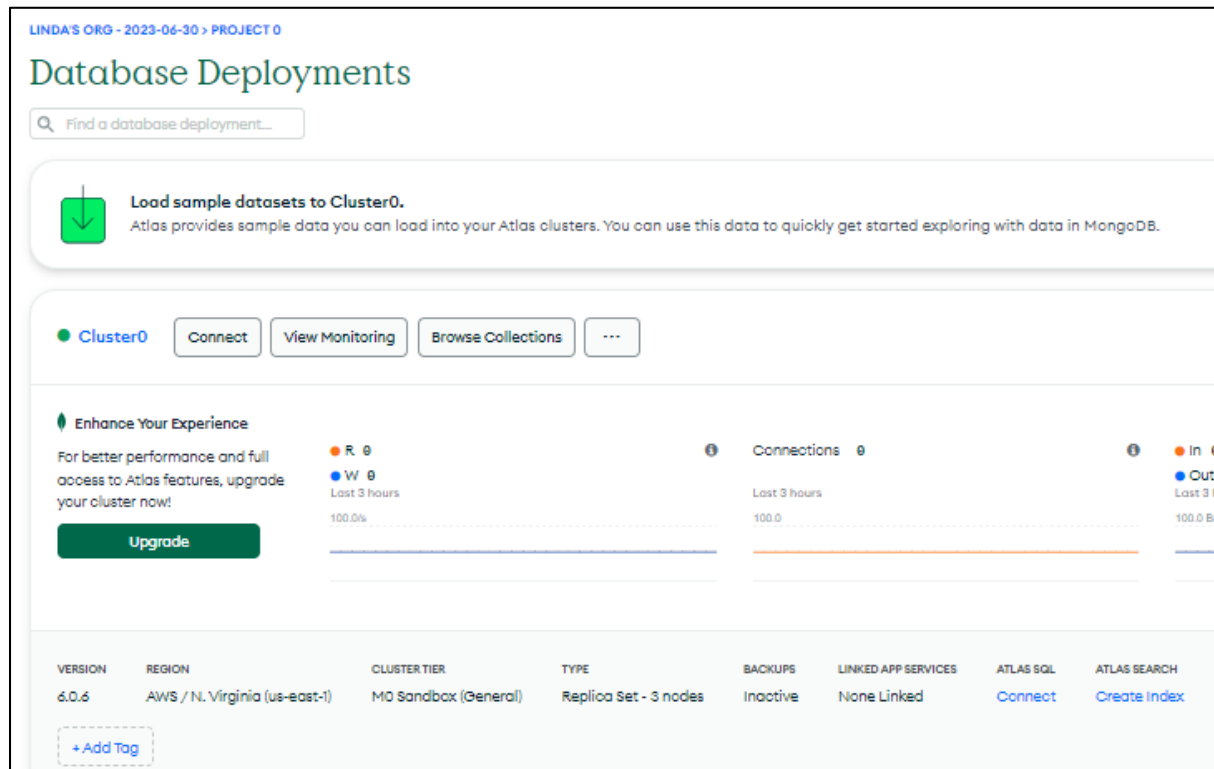 LINDA'S ORG - 2023-06-30 > PROJECT 0
Database Deployments
Find a database deployment...
Load sample datasets to Cluster0.
Atlas provides sample data you can load into your Atlas clusters. You can use this data to quickly get started exploring with data in MongoDB.
Cluster0 Connect View Monitoring Browse Collections ...
Enhance Your Experience
For better performance and full
access to Atlas features, upgrade
your cluster now!
Upgrade
R 0
W 0
Last 3 hours
100.0/s
Connections 0
Last 3 hours
100.0
In
Out
Last 3
100.0 B
VERSION REGION CLUSTER TIER TYPE BACKUPS LINKED APP SERVICES ATLAS SQL ATLAS SEARCH
6.0.6 AWS / N. Virginia (us-east-1) M0 Sandbox (General) Replica Set - 3 nodes Inactive None Linked Connect Create Index
+ Add Tag